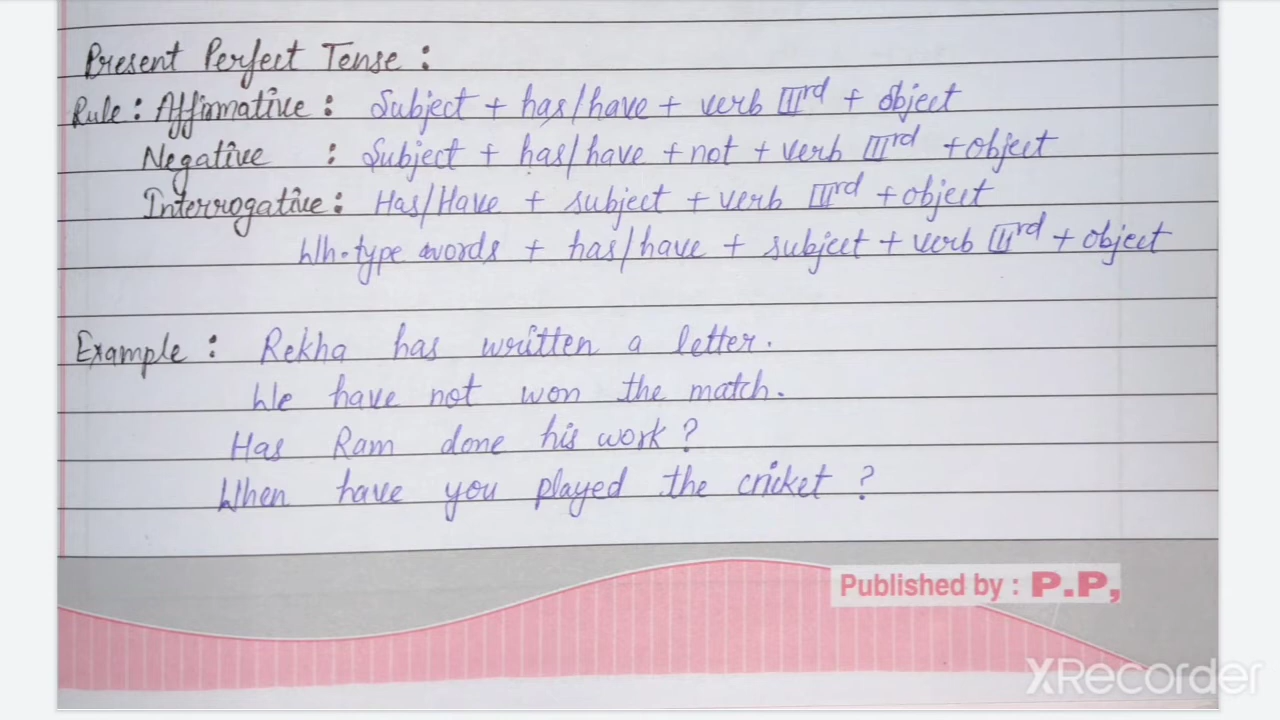 Present Perfect Tense :
Rule : Affirmative : Subject + has/have + verb IIIrd + object
Negative : Subject + has/have + not + verb IIIrd + object
Interrogative : Has/Have + subject + verb IIIrd + object
Wh-type words + has/have + subject + verb IIIrd + object
Example : Rekha has written a letter.
We have not won the match.
Has Ram done his work ?
When have you played the cricket ?
Published by : P.P,
XRecorder